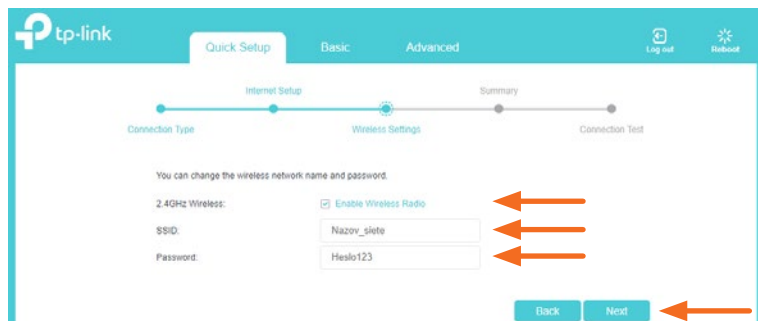 tp-link
Quick Setup Basic Advanced Log out Reboot
Internet Setup Summary
Connection Type Wireless Settings Connection Test
You can change the wireless network name and password.
2.4GHz Wireless: Enable Wireless Radio
SSID: Nazov_siete
Password: Heslo123
Back Next